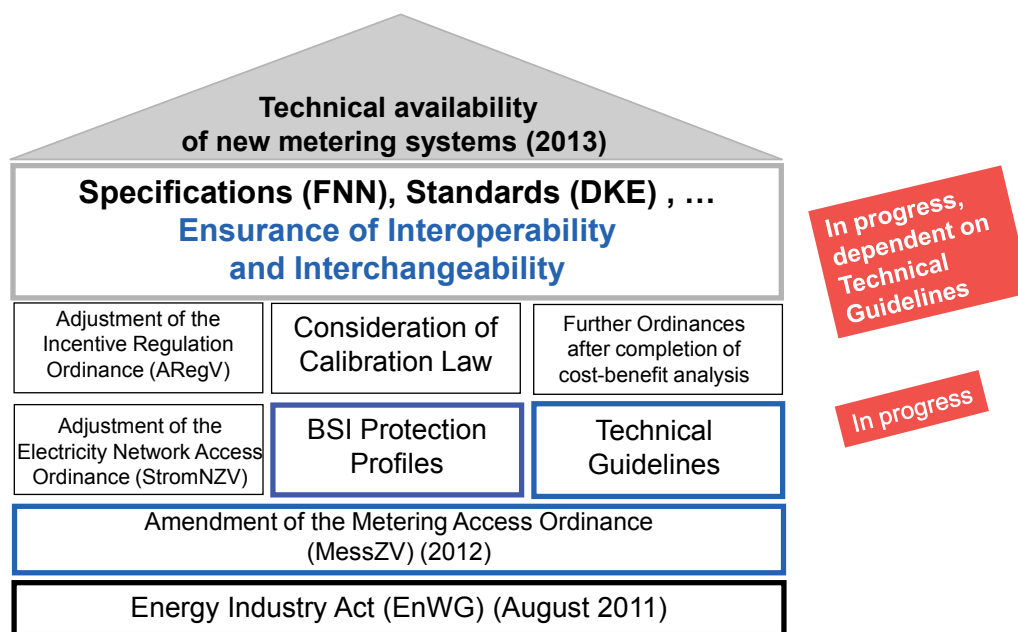 Technical availability
of new metering systems (2013)
Specifications (FNN), Standards (DKE) , …
Ensurance of Interoperability
and Interchangeability
In progress,
dependent on
Technical
Guidelines
Adjustment of the
Incentive Regulation
Ordinance (ARegV)
Consideration of
Calibration Law
Further Ordinances
after completion of
cost-benefit analysis
In progress
Adjustment of the
Electricity Network Access
Ordinance (StromNZV)
BSI Protection
Profiles
Technical
Guidelines
Amendment of the Metering Access Ordinance
(MessZV) (2012)
Energy Industry Act (EnWG) (August 2011)